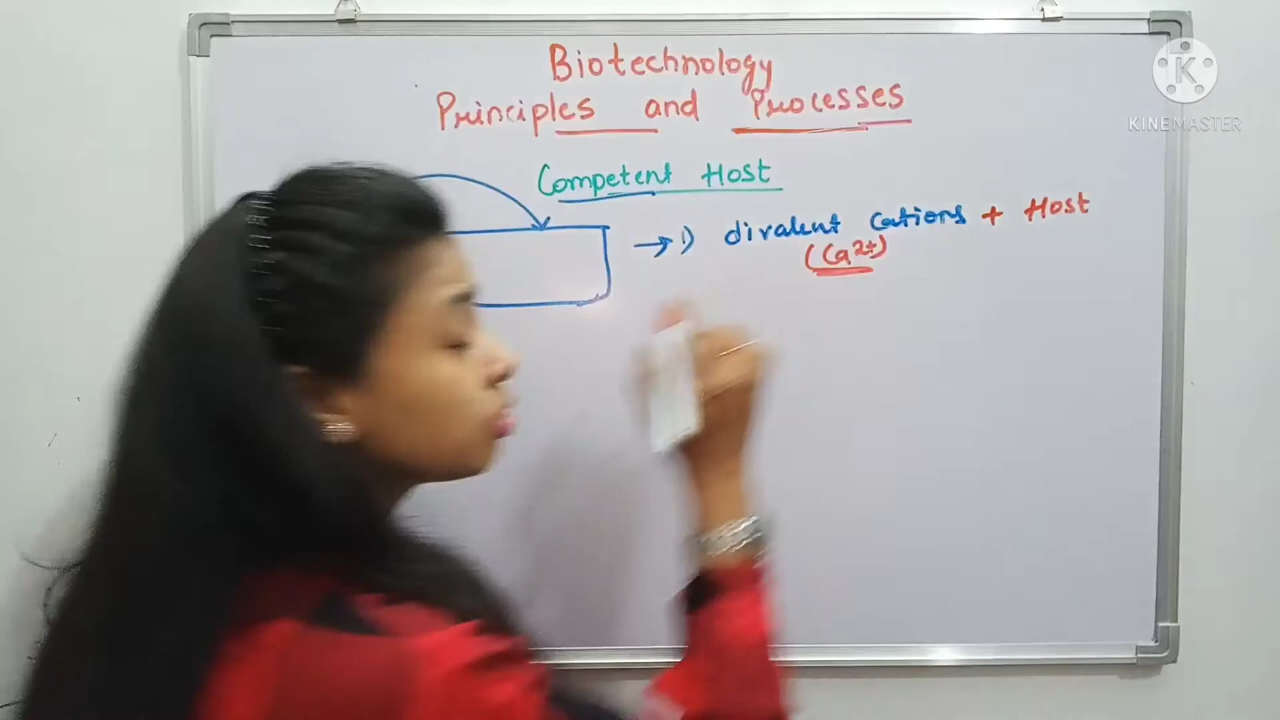 Biotechnology
Principles and Processes
Competent Host
→ 1) divalent cations + Host
(Ca2+)
KINEMASTER